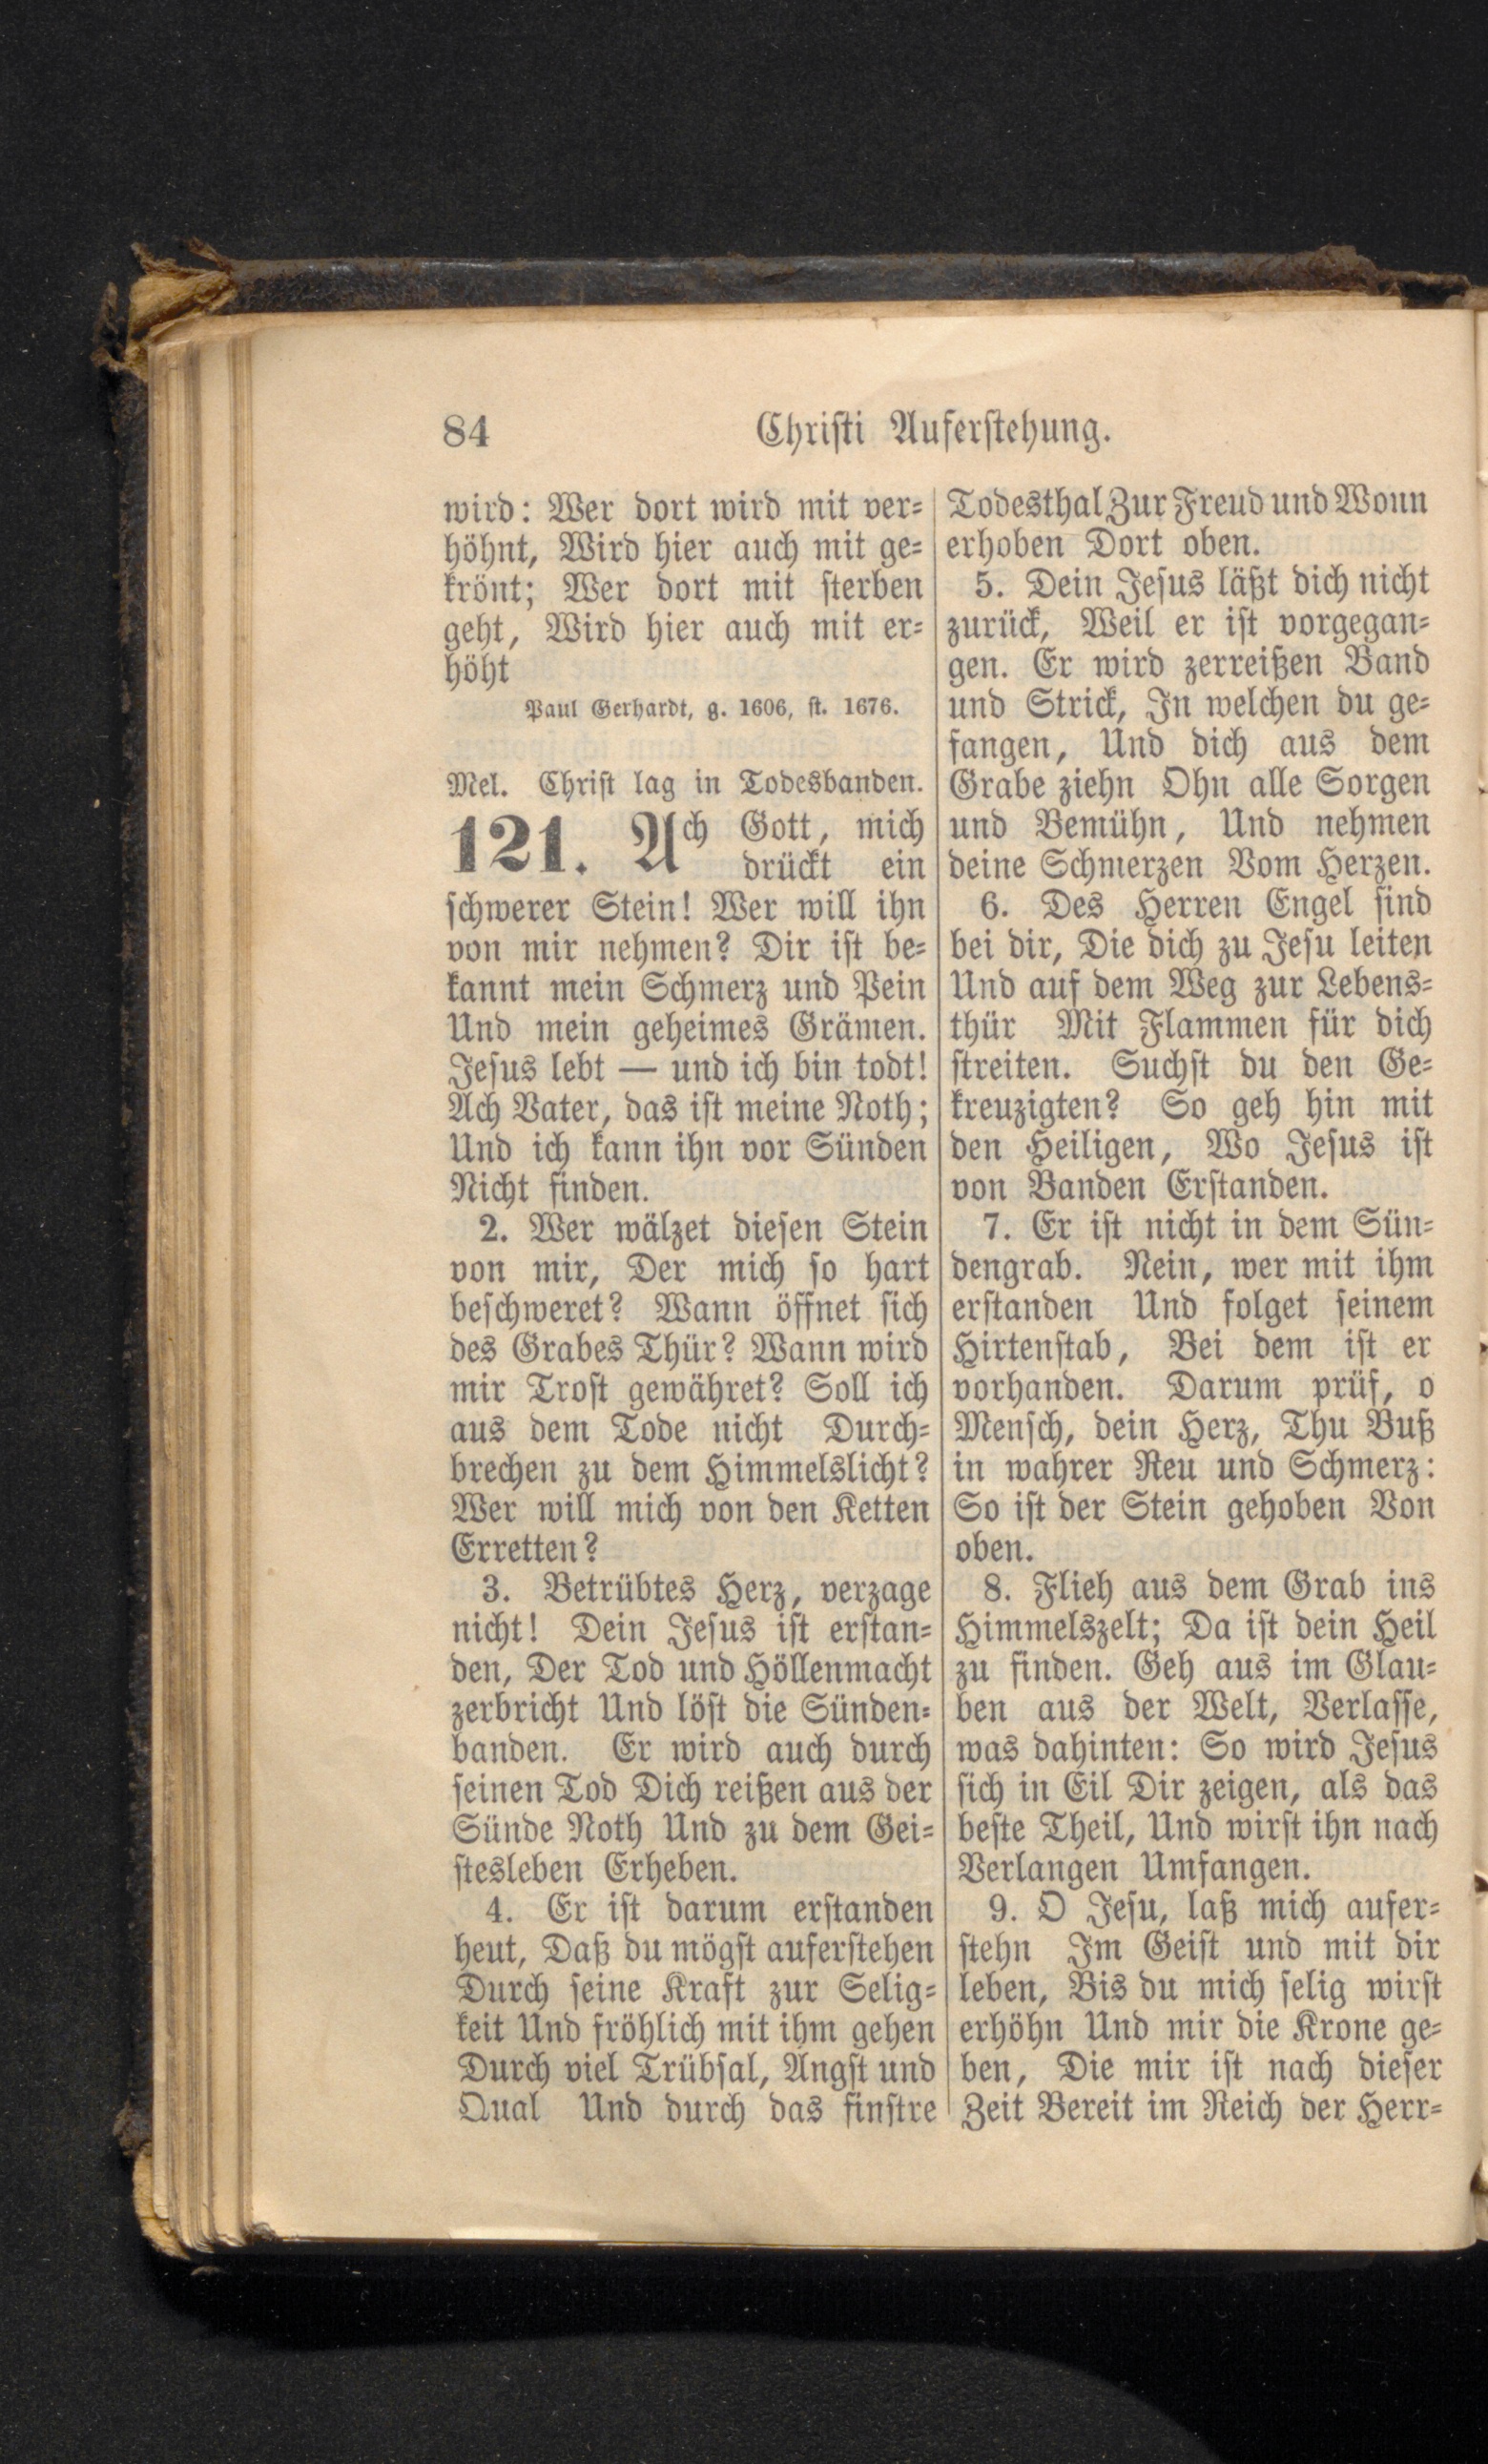 84
Christi Auferstehung.
wird: Wer dort wird mit ver-
höhnt, Wird hier auch mit ge-
krönt; Wer dort mit sterben
geht, Wird hier auch mit er-
höht
Paul Gerhardt, g. 1606, st. 1676.
Mel. Christ lag in Todesbanden.
121. Ach Gott, mich
drückt ein
schwerer Stein! Wer will ihn
von mir nehmen? Dir ist be-
kannt mein Schmerz und Pein
Und mein geheimes Grämen.
Jesus lebt — und ich bin todt!
Ach Vater, das ist meine Noth;
Und ich kann ihn vor Sünden
Nicht finden.
2. Wer wälzet diesen Stein
von mir, Der mich so hart
beschweret? Wann öffnet sich
des Grabes Thür? Wann wird
mir Trost gewähret? Soll ich
aus dem Tode nicht Durch-
brechen zu dem Himmelslicht?
Wer will mich von den Ketten
Erretten?
3. Betrübtes Herz, verzage
nicht! Dein Jesus ist erstan-
den, Der Tod und Höllenmacht
zerbricht Und löst die Sünden-
banden. Er wird auch durch
seinen Tod Dich reißen aus der
Sünde Noth Und zu dem Gei-
stesleben Erheben.
4. Er ist darum erstanden
heut, Daß du mögst auferstehen
Durch seine Kraft zur Selig-
keit Und fröhlich mit ihm gehen
Durch viel Trübsal, Angst und
Qual Und durch das finstre
Todesthal Zur Freud und Wonn
erhoben Dort oben.
5. Dein Jesus läßt dich nicht
zurück, Weil er ist vorgegan-
gen. Er wird zerreißen Band
und Strick, In welchen du ge-
fangen, Und dich aus dem
Grabe ziehn Ohn alle Sorgen
und Bemühn, Und nehmen
deine Schmerzen Vom Herzen.
6. Des Herren Engel sind
bei dir, Die dich zu Jesu leiten
Und auf dem Weg zur Lebens-
thür Mit Flammen für dich
streiten. Suchst du den Ge-
kreuzigten? So geh hin mit
den Heiligen, Wo Jesus ist
von Banden Erstanden.
7. Er ist nicht in dem Sün-
dengrab. Nein, wer mit ihm
erstanden Und folget seinem
Hirtenstab, Bei dem ist er
vorhanden. Darum prüf, o
Mensch, dein Herz, Thu Buß
in wahrer Reu und Schmerz:
So ist der Stein gehoben Von
oben.
8. Flieh aus dem Grab ins
Himmelszelt; Da ist dein Heil
zu finden. Geh aus im Glau-
ben aus der Welt, Verlasse,
was dahinten: So wird Jesus
sich in Eil Dir zeigen, als das
beste Theil, Und wirst ihn nach
Verlangen Umfangen.
9. O Jesu, laß mich aufer-
stehn Im Geist und mit dir
leben, Bis du mich selig wirst
erhöhn Und mir die Krone ge-
ben, Die mir ist nach dieser
Zeit Bereit im Reich der Herr-